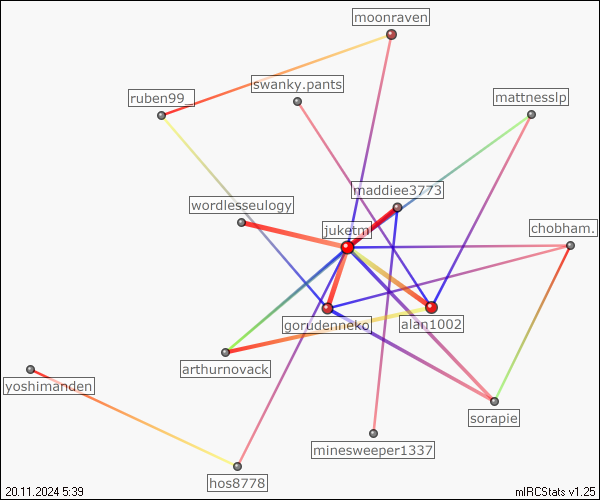 moonraven
swanky.pants
ruben99_
mattnesslp
maddiee3773
wordlesseulogy
juketm
chobham.
gorudenneko
alan1002
arthurnovack
yoshimanden
sorapie
minesweeper1337
hos8778
20.11.2024 5:39
mIRCStats v1.25